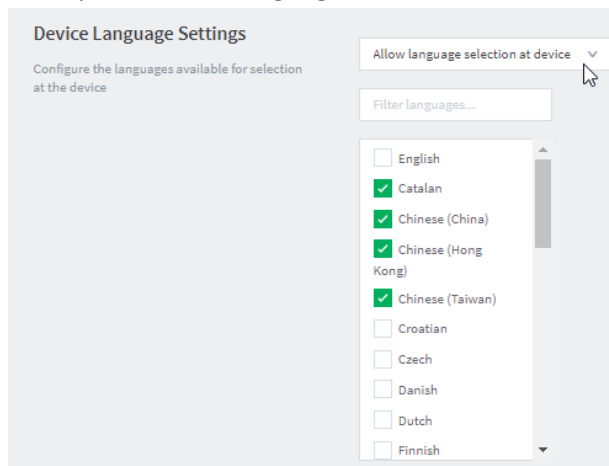 Device Language Settings
Configure the languages available for selection
at the device
Allow language selection at device
Filter languages...
English
Catalan
Chinese (China)
Chinese (Hong
Kong)
Chinese (Taiwan)
Croatian
Czech
Danish
Dutch
Finnish